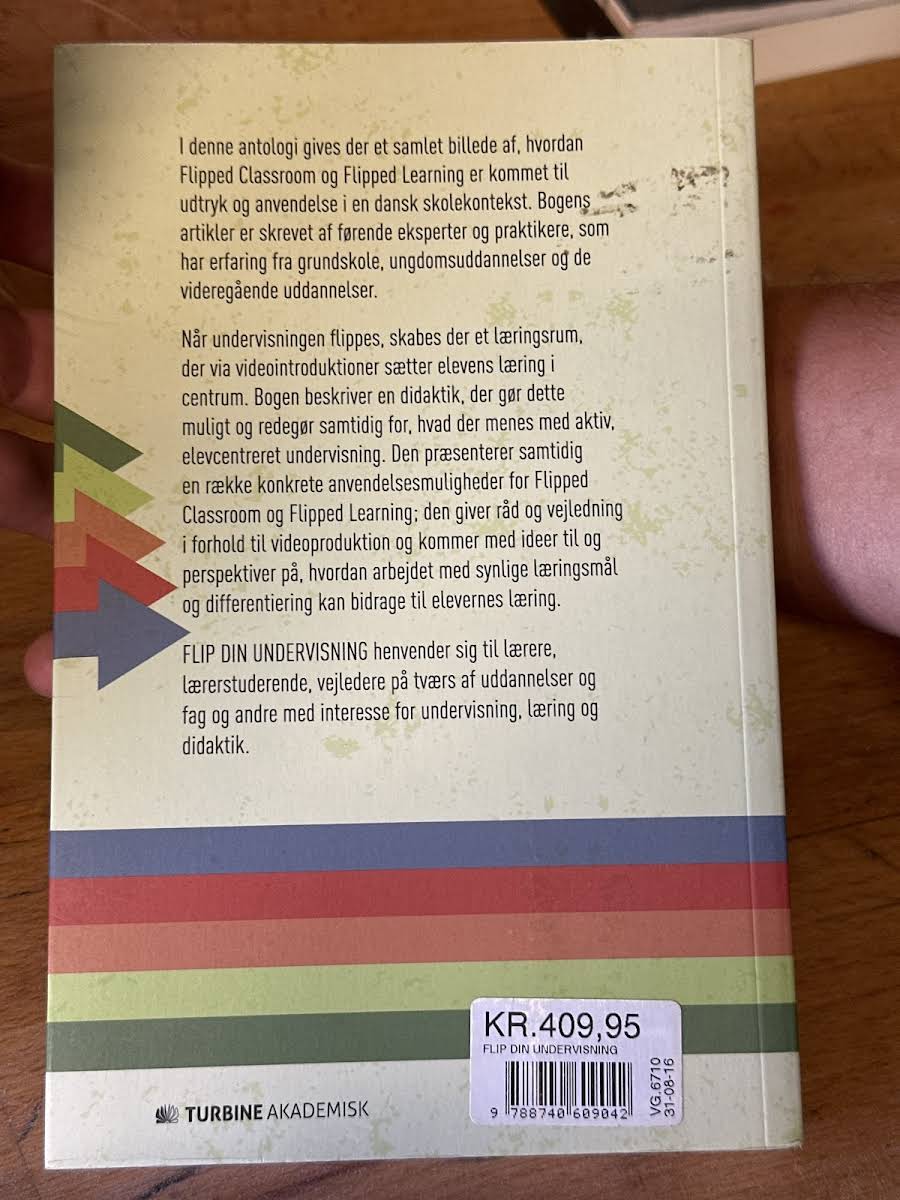 I denne antologi gives der et samlet billede af, hvordan
Flipped Classroom og Flipped Learning er kommet til
udtryk og anvendelse i en dansk skolekontekst. Bogens
artikler er skrevet af førende eksperter og praktikere, som
har erfaring fra grundskole, ungdomsuddannelser og de
videregående uddannelser.
Når undervisningen flippes, skabes der et læringsrum,
der via videointroduktioner sætter elevens læring i
centrum. Bogen beskriver en didaktik, der gør dette
muligt og redegør samtidig for, hvad der menes med aktiv,
elevcentreret undervisning. Den præsenterer samtidig
en række konkrete anvendelsesmuligheder for Flipped
Classroom og Flipped Learning; den giver råd og vejledning
i forhold til videoproduktion og kommer med ideer til og
perspektiver på, hvordan arbejdet med synlige læringsmål
og differentiering kan bidrage til elevernes læring.
FLIP DIN UNDERVISNING henvender sig til lærere,
lærerstuderende, vejledere på tværs af uddannelser og
fag og andre med interesse for undervisning, læring og
didaktik.
KR.409,95
FLIP DIN UNDERVISNING
9 788740 609042
VG.6710
31-08-16
TURBINE AKADEMISK